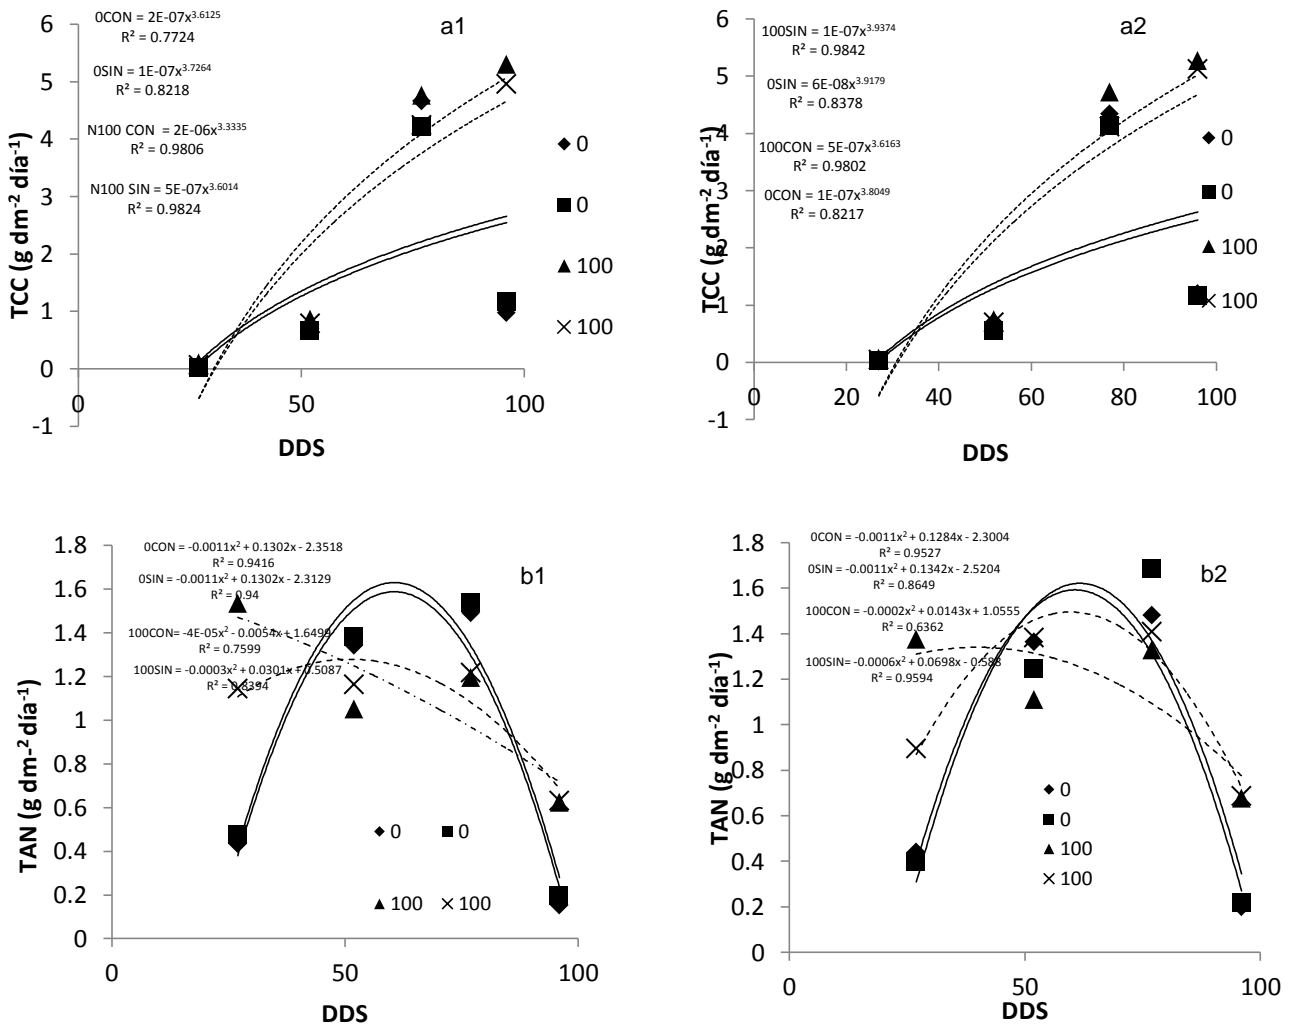 a1
0CON = 2E-07x^3.6125
R² = 0.7724
0SIN = 1E-07x^3.7264
R² = 0.8218
N100 CON = 2E-06x^3.3335
R² = 0.9806
N100 SIN = 5E-07x^3.6014
R² = 0.9824
TCC (g dm⁻² día⁻¹)
6
5
4
3
2
1
0
-1
0
50
100
DDS
0
0
100
100
a2
100SIN = 1E-07x^3.9374
R² = 0.9842
0SIN = 6E-08x^3.9179
R² = 0.8378
100CON = 5E-07x^3.6163
R² = 0.9802
0CON = 1E-07x^3.8049
R² = 0.8217
TCC (g dm⁻² día⁻¹)
6
5
4
3
2
1
0
-1
0
20
40
60
80
100
DDS
0
0
100
100
b1
0CON = -0.0011x² + 0.1302x - 2.3518
R² = 0.9416
0SIN = -0.0011x² + 0.1302x - 2.3129
R² = 0.94
100CON = -4E-05x² - 0.0054x + 1.6499
R² = 0.7599
100SIN = -0.0003x² + 0.0301x + 0.5087
R² = 0.8394
TAN (g dm-² día⁻¹)
1.8
1.6
1.4
1.2
1
0.8
0.6
0.4
0.2
0
0
50
100
DDS
0 0
100 100
b2
0CON = -0.0011x² + 0.1284x - 2.3004
R² = 0.9527
0SIN = -0.0011x² + 0.1342x - 2.5204
R² = 0.8649
100CON = -0.0002x² + 0.0143x + 1.0555
R² = 0.6362
100SIN= -0.0006x² + 0.0698x - 0.588
R² = 0.9594
TAN (g dm⁻² día⁻¹)
1.8
1.6
1.4
1.2
1
0.8
0.6
0.4
0.2
0
0
50
100
DDS
0
0
100
100